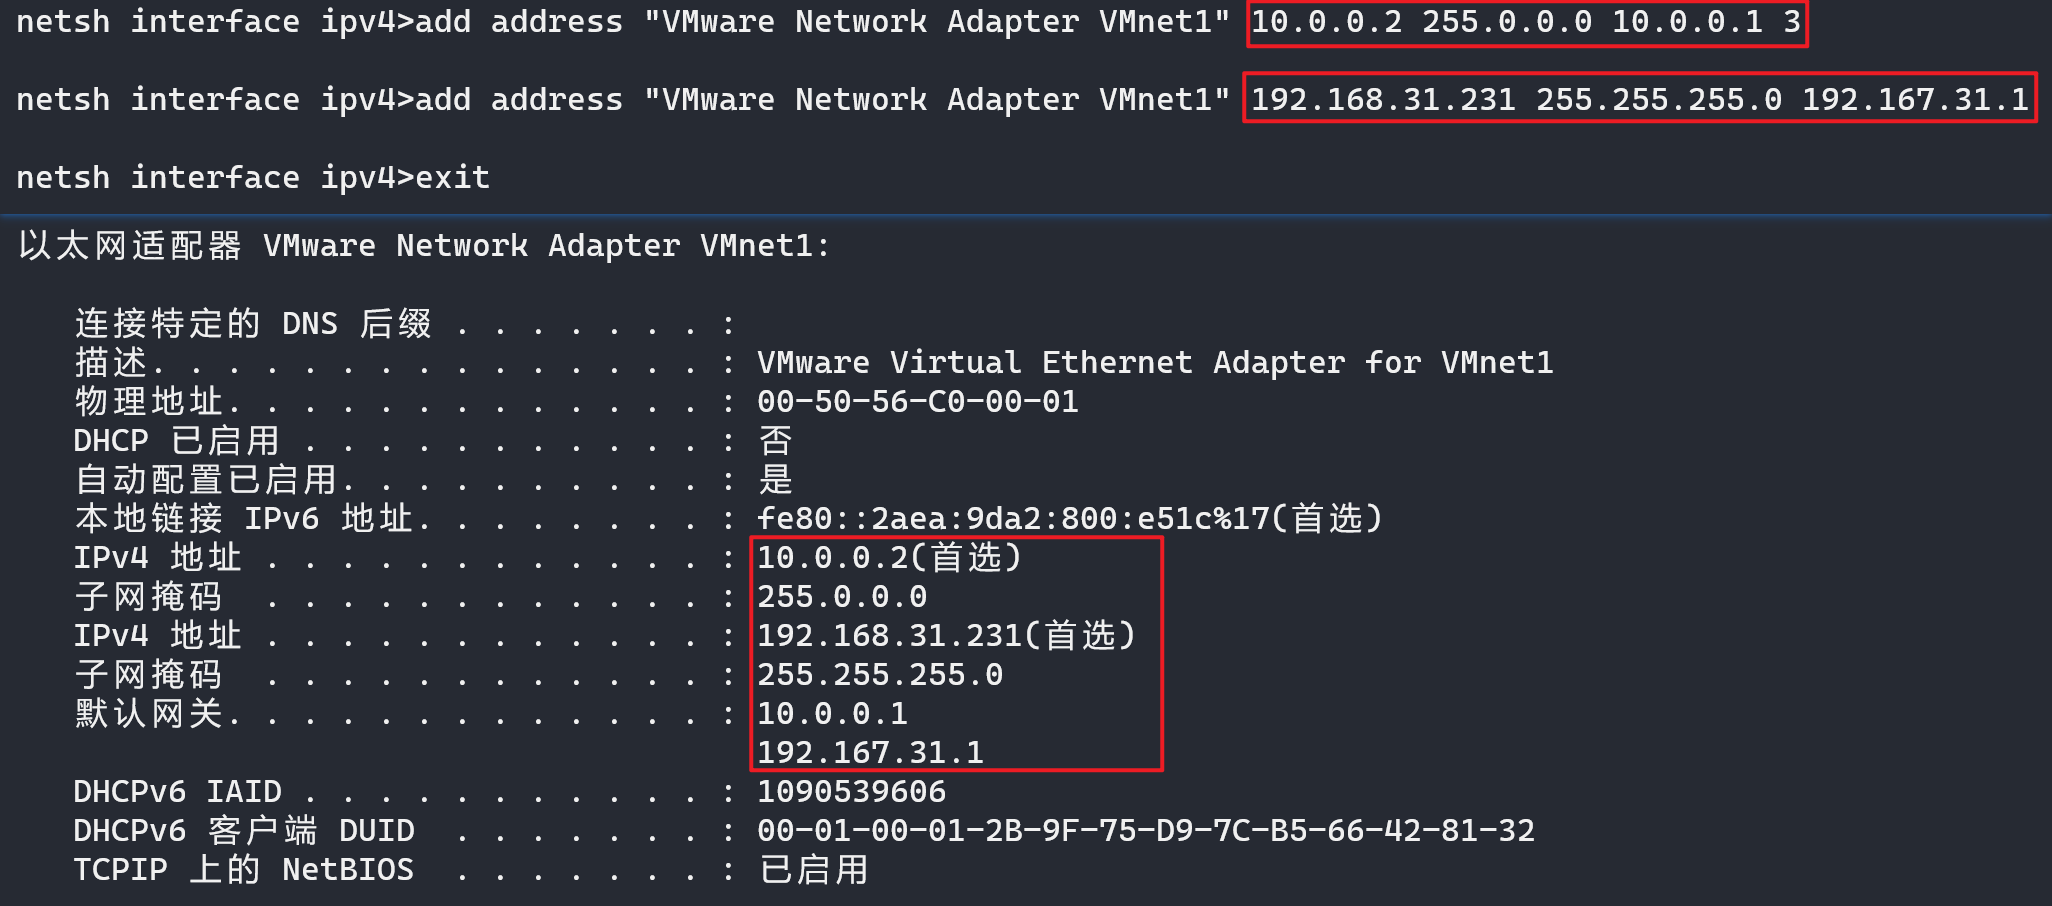 netsh interface ipv4>add address "VMware Network Adapter VMnet1" 10.0.0.2 255.0.0.0 10.0.0.1 3
netsh interface ipv4>add address "VMware Network Adapter VMnet1" 192.168.31.231 255.255.255.0 192.167.31.1
netsh interface ipv4>exit
以太网适配器 VMware Network Adapter VMnet1:
连接特定的 DNS 后缀 . . . . . . . :
描述. . . . . . . . . . . . . . . : VMware Virtual Ethernet Adapter for VMnet1
物理地址. . . . . . . . . . . . . : 00-50-56-C0-00-01
DHCP 已启用 . . . . . . . . . . . : 否
自动配置已启用. . . . . . . . . . : 是
本地链接 IPv6 地址. . . . . . . . : fe80::2aea:9da2:800:e51c%17(首选)
IPv4 地址 . . . . . . . . . . . . : 10.0.0.2(首选)
子网掩码  . . . . . . . . . . . . : 255.0.0.0
IPv4 地址 . . . . . . . . . . . . : 192.168.31.231(首选)
子网掩码  . . . . . . . . . . . . : 255.255.255.0
默认网关. . . . . . . . . . . . . : 10.0.0.1
192.167.31.1
DHCPv6 IAID . . . . . . . . . . . : 1090539606
DHCPv6 客户端 DUID  . . . . . . . : 00-01-00-01-2B-9F-75-D9-7C-B5-66-42-81-32
TCPIP 上的 NetBIOS  . . . . . . . : 已启用